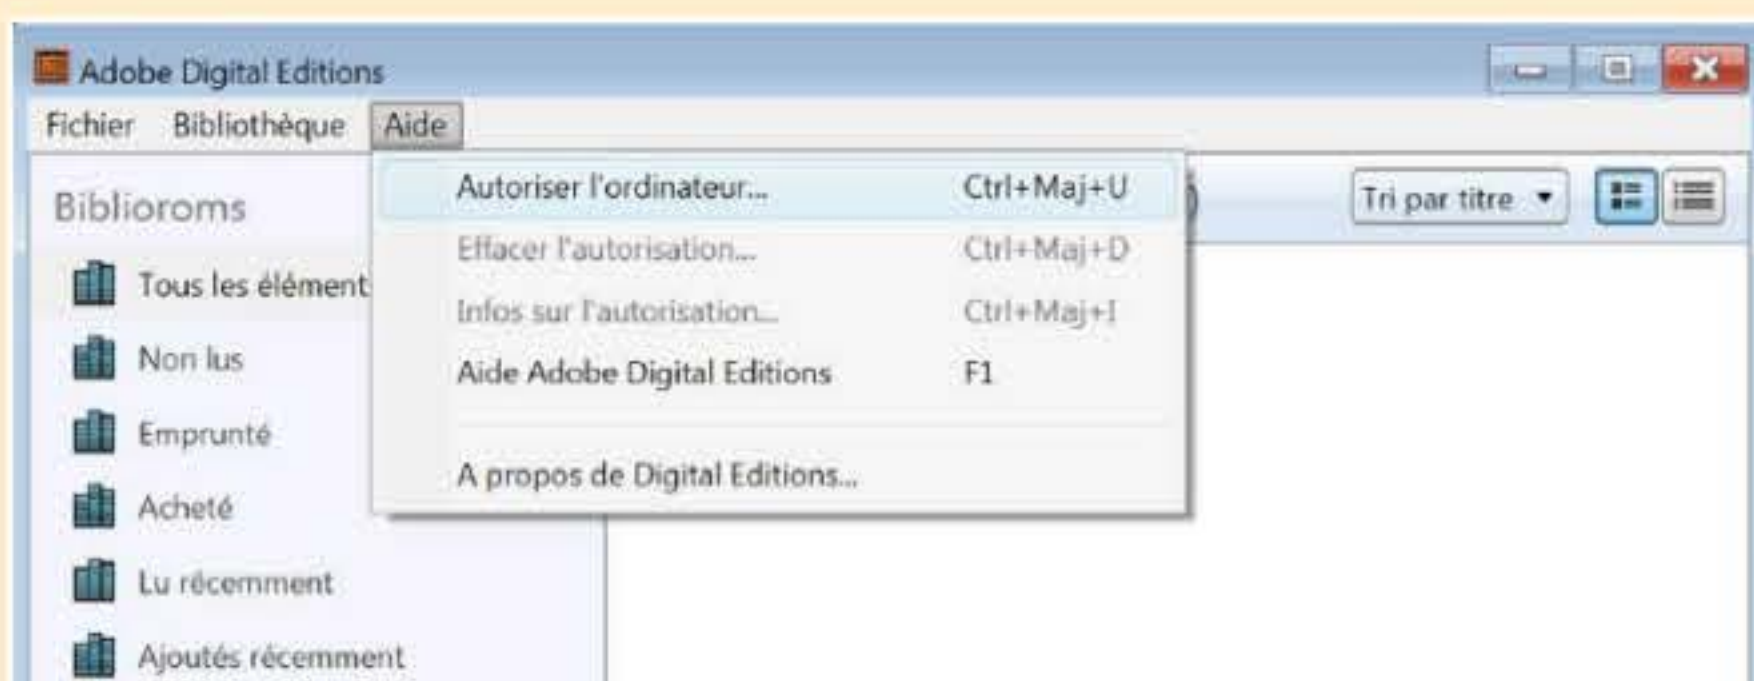 Adobe Digital Editions
Fichier Bibliothèque Aide
Biblioroms
Tous les élément
Non lus
Emprunté
Acheté
Lu récemment
Ajoutés récemment
Autoriser l'ordinateur... Ctrl+Maj+U
Effacer l'autorisation... Ctrl+Maj+D
Infos sur l'autorisation... Ctrl+Maj+I
Aide Adobe Digital Editions F1
A propos de Digital Editions...
Tri par titre